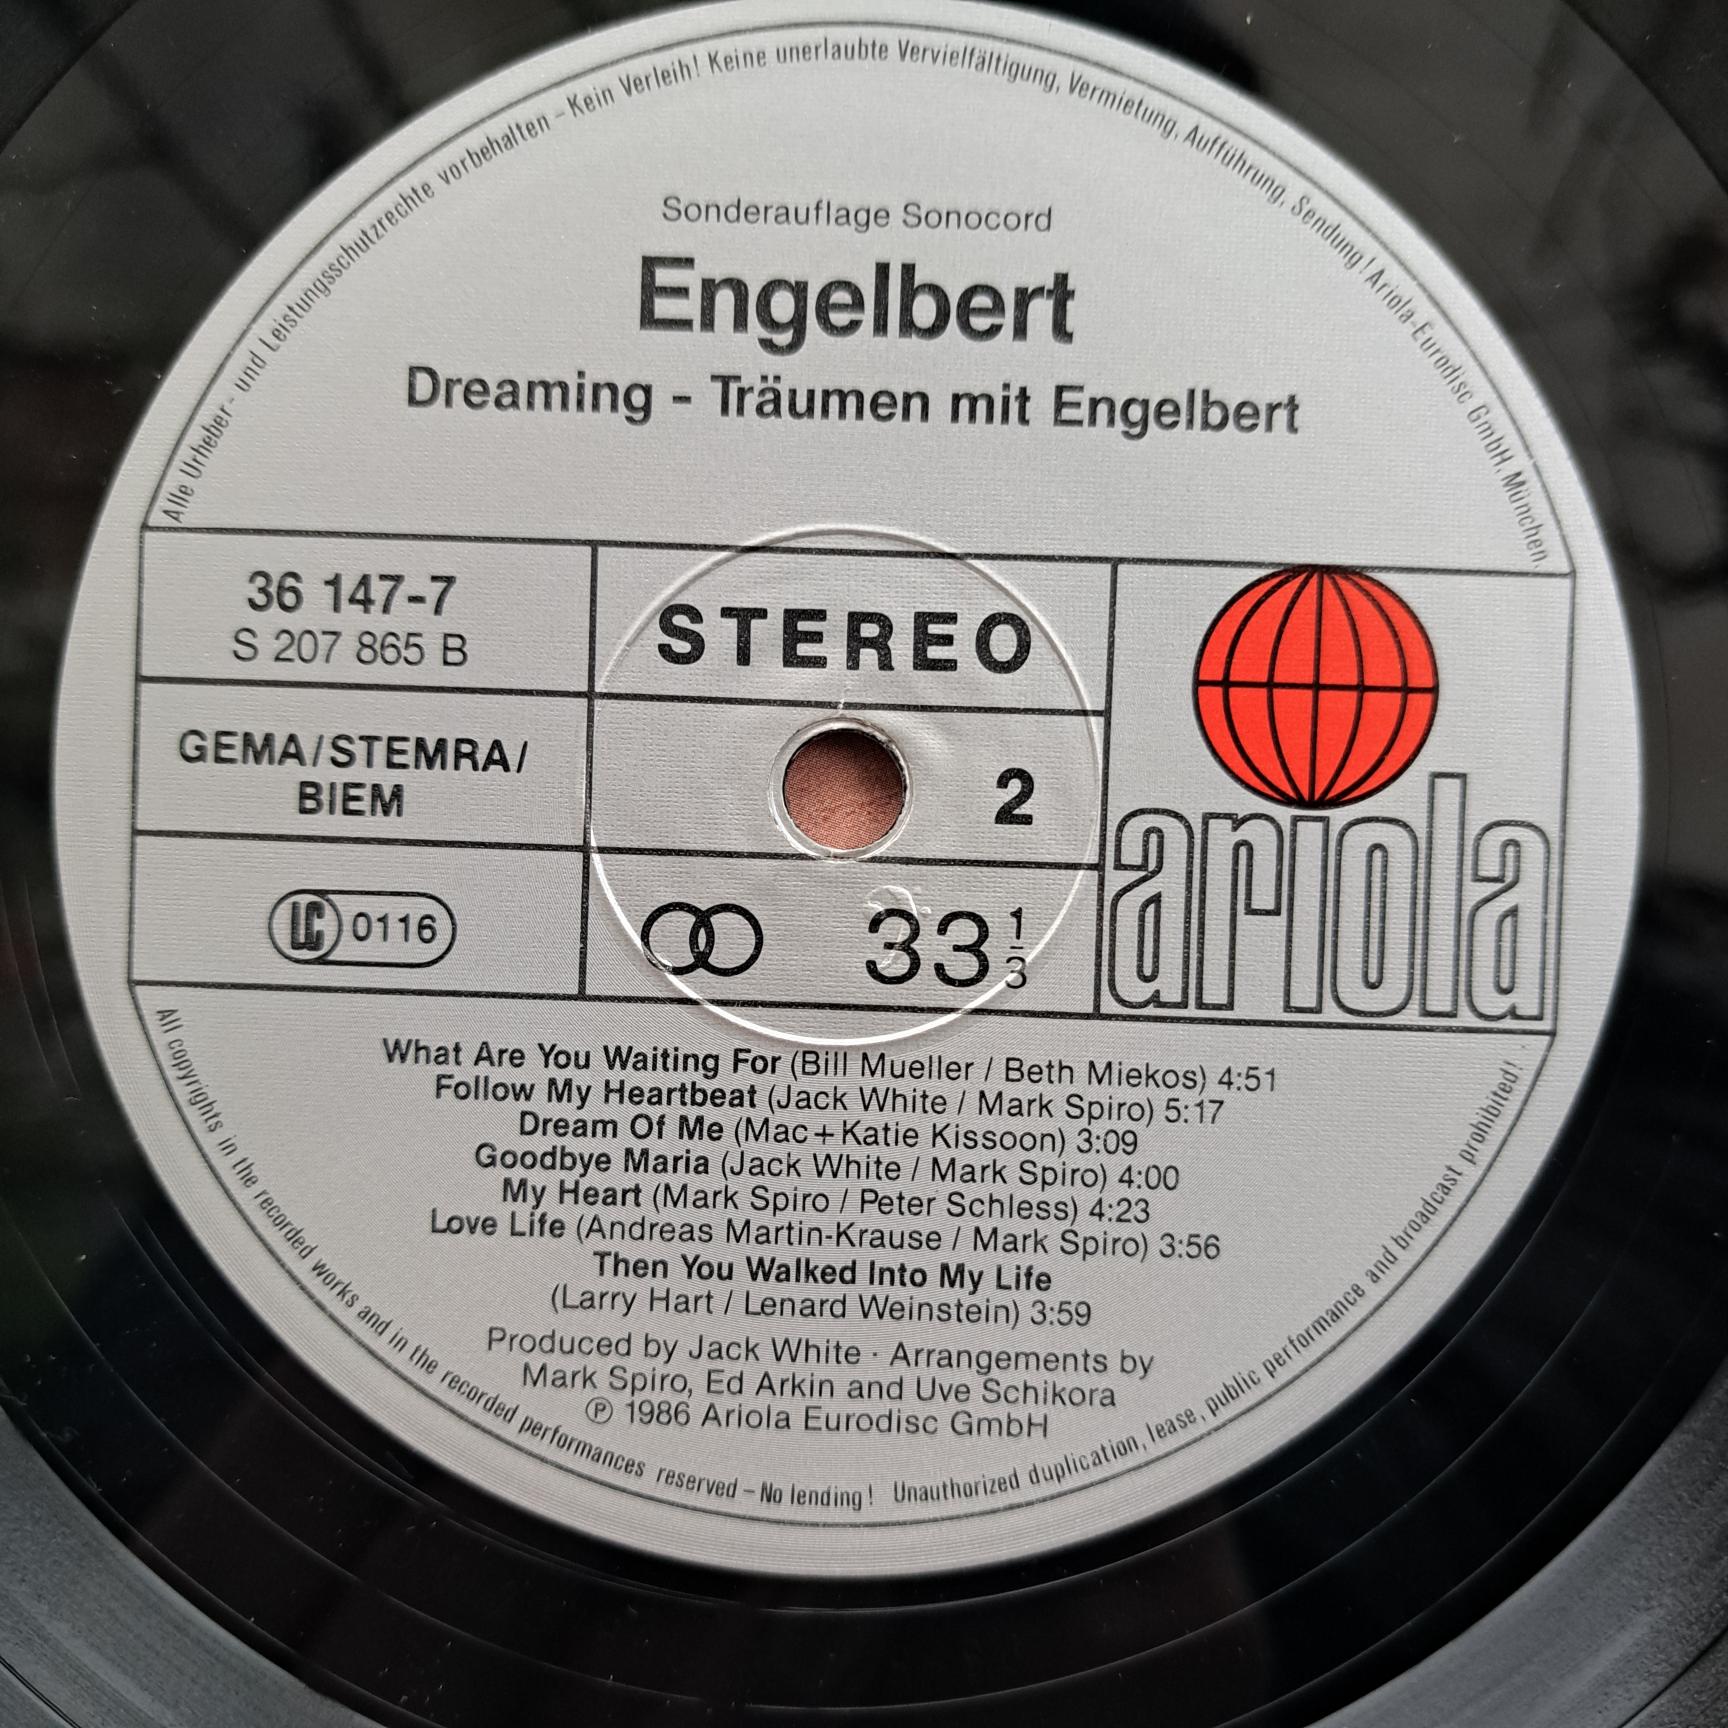 Alle Urheber- und Leistungsschutzrechte vorbehalten – Kein Verleih! Keine unerlaubte Vervielfältigung, Vermietung, Aufführung, Sendung! Ariola-Eurodisc GmbH, München.
Sonderauflage Sonocord
Engelbert
Dreaming - Träumen mit Engelbert
36 147-7
S 207 865 B
STEREO
GEMA/STEMRA/
BIEM
2
LC 0116
33 1/3
ariola
What Are You Waiting For (Bill Mueller / Beth Miekos) 4:51
Follow My Heartbeat (Jack White / Mark Spiro) 5:17
Dream Of Me (Mac+Katie Kissoon) 3:09
Goodbye Maria (Jack White / Mark Spiro) 4:00
My Heart (Mark Spiro / Peter Schless) 4:23
Love Life (Andreas Martin-Krause / Mark Spiro) 3:56
Then You Walked Into My Life
(Larry Hart / Lenard Weinstein) 3:59
Produced by Jack White · Arrangements by
Mark Spiro, Ed Arkin and Uve Schikora
Ⓟ 1986 Ariola Eurodisc GmbH
All copyrights in the recorded works and in the recorded performances reserved – No lending! Unauthorized duplication, lease, public performance and broadcast prohibited!